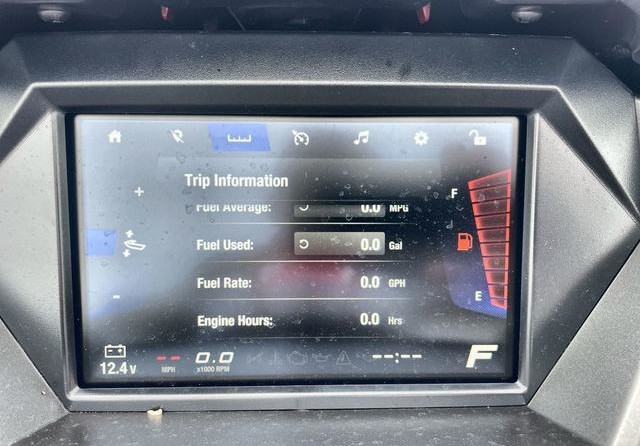 Trip Information
F
Fuel Average: 0.0 MPG
+
Fuel Used: 0.0 Gal
Fuel Rate: 0.0 GPH
-
E
Engine Hours: 0.0 Hrs
12.4 V
-- MPH
0.0 x1000 RPM
--:--
F